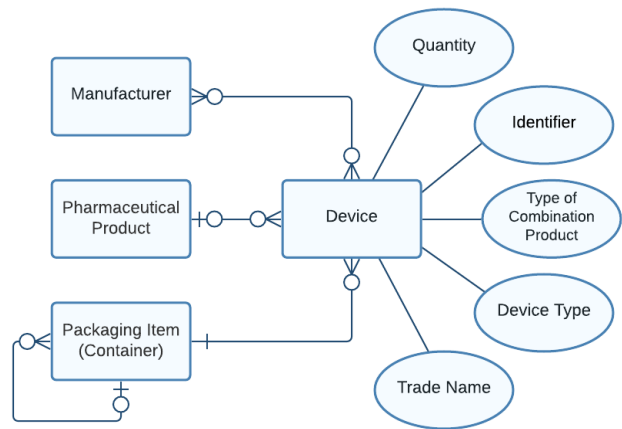 Quantity
Manufacturer
Identifier
Pharmaceutical
Product
Device
Type of
Combination
Product
Packaging Item
(Container)
Device Type
Trade Name